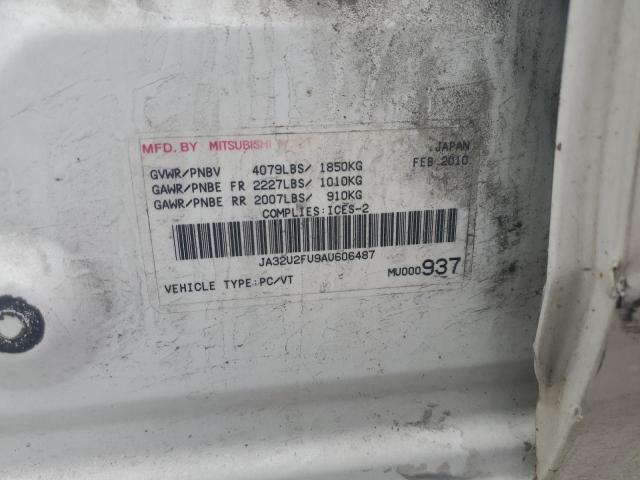 MFD. BY MITSUBISHI
JAPAN
FEB 2010
GVWR/PNBV 4079LBS/ 1850KG
GAWR/PNBE FR 2227LBS/ 1010KG
GAWR/PNBE RR 2007LBS/ 910KG
COMPLIES:ICES-2
JA32U2FU9AU606487
VEHICLE TYPE:PC/VT
MU000937